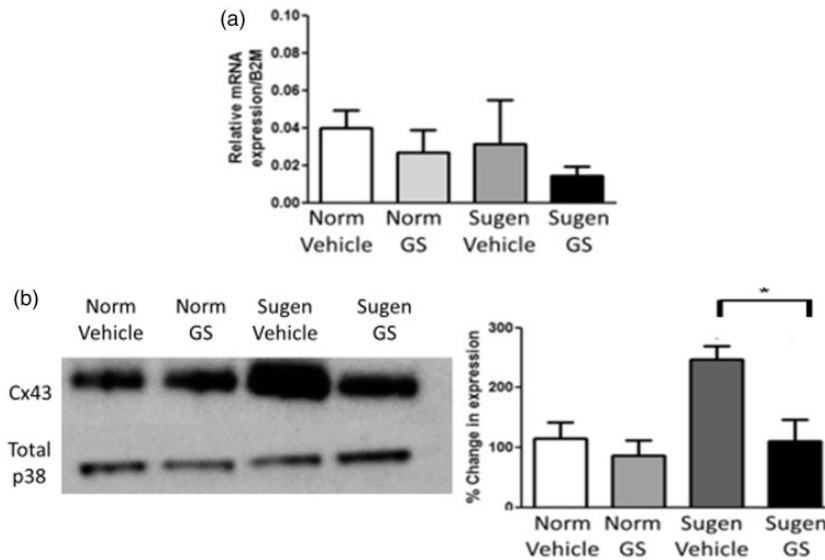 (a)
Relative mRNA
expression/B2M
0.10
0.08
0.06
0.04
0.02
0.00
Norm
Vehicle
Norm
GS
Sugen
Vehicle
Sugen
GS
(b)
Norm
Vehicle
Norm
GS
Sugen
Vehicle
Sugen
GS
Cx43
Total
p38
*
% Change in expression
300
200
100
0
Norm
Vehicle
Norm
GS
Sugen
Vehicle
Sugen
GS